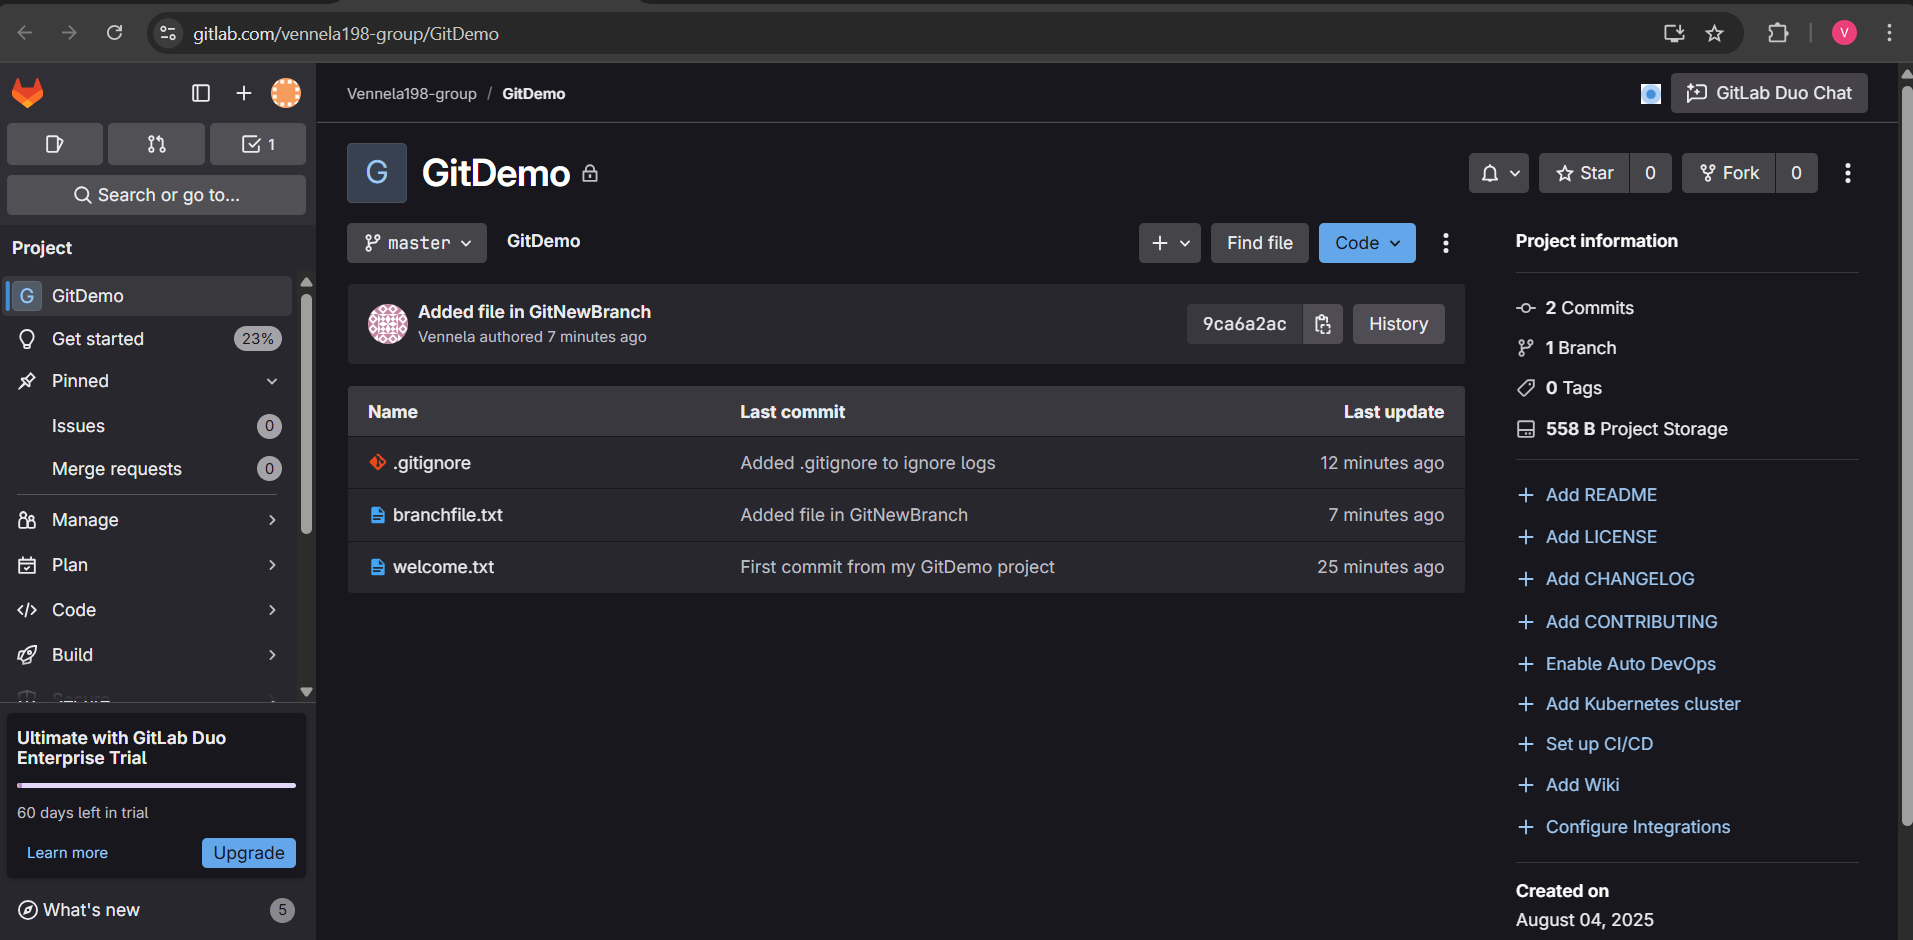 gitlab.com/vennela198-group/GitDemo
V
1
Search or go to...
Project
G GitDemo
Get started 23%
Pinned
Issues 0
Merge requests 0
Manage
Plan
Code
Build
Secure
Ultimate with GitLab Duo
Enterprise Trial
60 days left in trial
Learn more Upgrade
What's new 5
Vennela198-group / GitDemo
GitLab Duo Chat
G GitDemo
Star 0 Fork 0
master GitDemo
+ Find file Code
Added file in GitNewBranch
Vennela authored 7 minutes ago
9ca6a2ac History
Name Last commit Last update
.gitignore Added .gitignore to ignore logs 12 minutes ago
branchfile.txt Added file in GitNewBranch 7 minutes ago
welcome.txt First commit from my GitDemo project 25 minutes ago
Project information
2 Commits
1 Branch
0 Tags
558 B Project Storage
+ Add README
+ Add LICENSE
+ Add CHANGELOG
+ Add CONTRIBUTING
+ Enable Auto DevOps
+ Add Kubernetes cluster
+ Set up CI/CD
+ Add Wiki
+ Configure Integrations
Created on
August 04, 2025